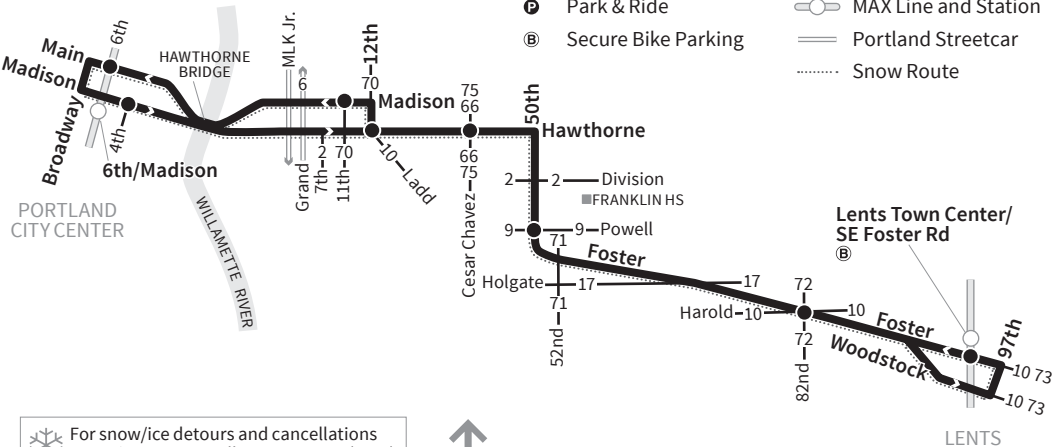 P Park & Ride
B Secure Bike Parking
MAX Line and Station
Portland Streetcar
Snow Route
Main
6th
Madison
HAWTHORNE
BRIDGE
MLK Jr.
6
70
12th
Madison
75
66
50th
Hawthorne
Broadway
4th
6th/Madison
Grand
2
7th
70
11th
10
Ladd
66
75
Cesar Chavez
2
2
Division
FRANKLIN HS
PORTLAND
CITY CENTER
WILLAMETTE RIVER
9
9
Powell
71
Foster
Holgate
17
71
52nd
17
72
Harold
10
10
72
82nd
Lents Town Center/
SE Foster Rd
B
Foster
Woodstock
97th
10 73
10 73
LENTS
For snow/ice detours and cancellations